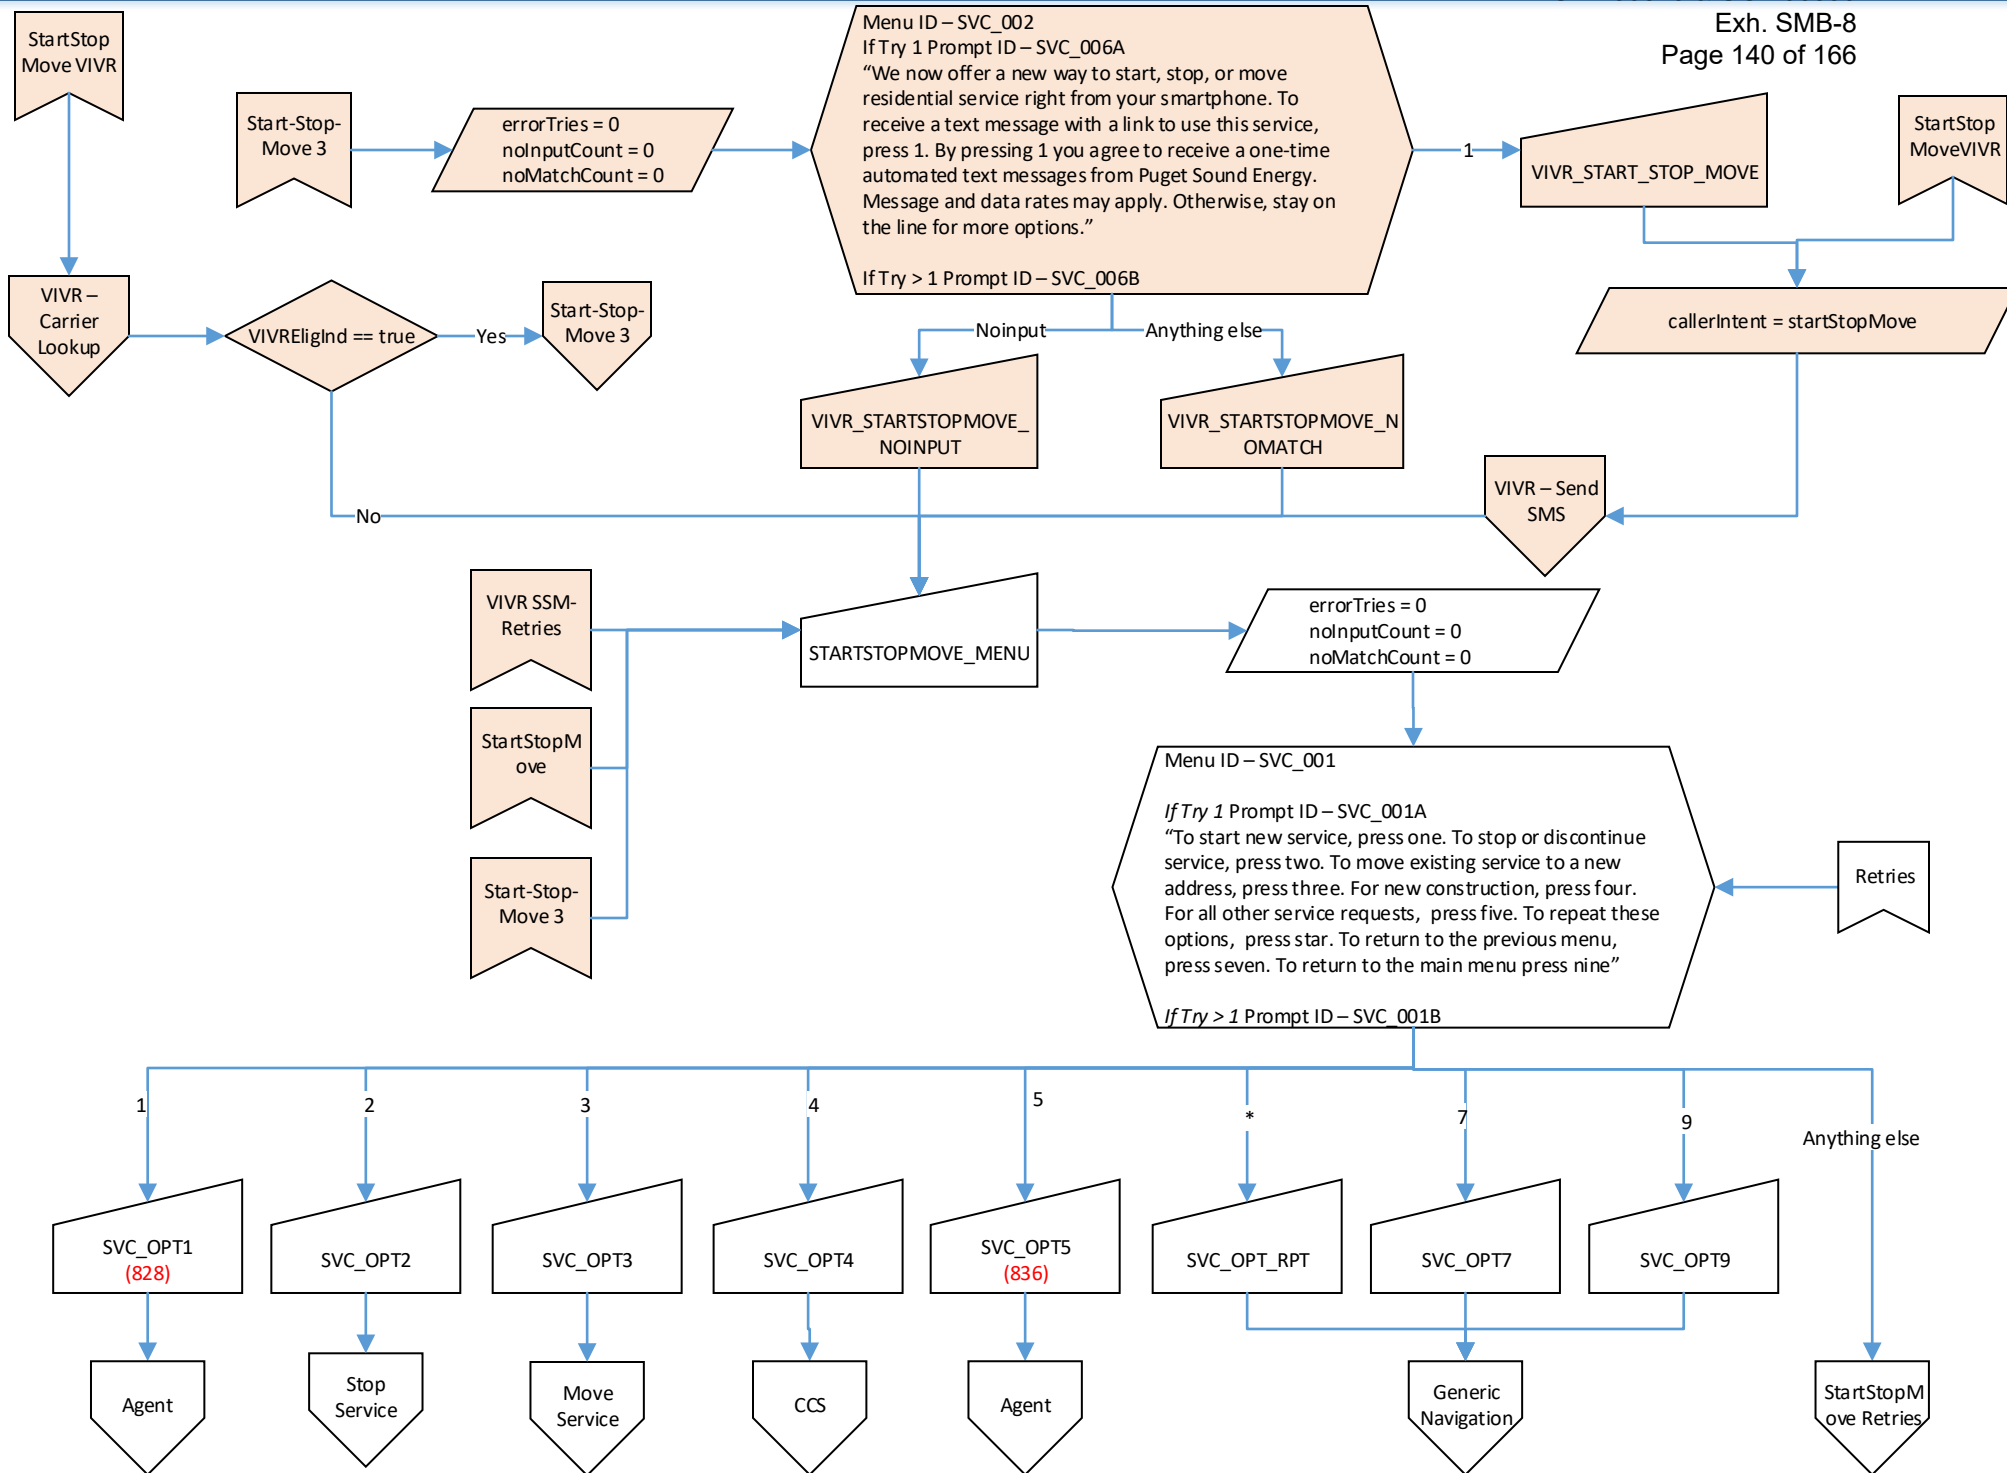 Exh. SMB-8
Page 140 of 166
StartStop
Move VIVR
Start-Stop-
Move 3
errorTries = 0
noInputCount = 0
noMatchCount = 0
Menu ID – SVC_002
If Try 1 Prompt ID – SVC_006A
“We now offer a new way to start, stop, or move
residential service right from your smartphone. To
receive a text message with a link to use this service,
press 1. By pressing 1 you agree to receive a one-time
automated text messages from Puget Sound Energy.
Message and data rates may apply. Otherwise, stay on
the line for more options.”
If Try > 1 Prompt ID – SVC_006B
1
VIVR_START_STOP_MOVE
StartStop
MoveVIVR
VIVR –
Carrier
Lookup
VIVREligInd == true
Yes
Start-Stop-
Move 3
Noinput
Anything else
callerIntent = startStopMove
VIVR_STARTSTOPMOVE_
NOINPUT
VIVR_STARTSTOPMOVE_N
OMATCH
VIVR – Send
SMS
No
VIVR SSM-
Retries
STARTSTOPMOVE_MENU
errorTries = 0
noInputCount = 0
noMatchCount = 0
StartStopM
ove
Start-Stop-
Move 3
Menu ID – SVC_001
If Try 1 Prompt ID – SVC_001A
“To start new service, press one. To stop or discontinue
service, press two. To move existing service to a new
address, press three. For new construction, press four.
For all other service requests, press five. To repeat these
options, press star. To return to the previous menu,
press seven. To return to the main menu press nine”
If Try > 1 Prompt ID – SVC_001B
Retries
1
2
3
4
5
*
7
9
Anything else
SVC_OPT1
(828)
SVC_OPT2
SVC_OPT3
SVC_OPT4
SVC_OPT5
(836)
SVC_OPT_RPT
SVC_OPT7
SVC_OPT9
Agent
Stop
Service
Move
Service
CCS
Agent
Generic
Navigation
StartStopM
ove Retries